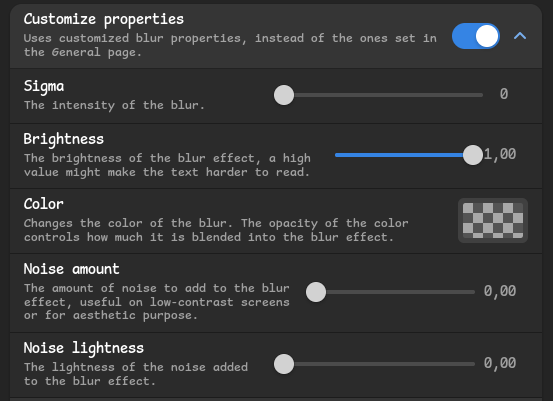 Customize properties
Uses customized blur properties, instead of the ones set in
the General page.
Sigma
The intensity of the blur.
0
Brightness
The brightness of the blur effect, a high
value might make the text harder to read.
1,00
Color
Changes the color of the blur. The opacity of the color
controls how much it is blended into the blur effect.
Noise amount
The amount of noise to add to the blur
effect, useful on low-contrast screens
or for aesthetic purpose.
0,00
Noise lightness
The lightness of the noise added
to the blur effect.
0,00